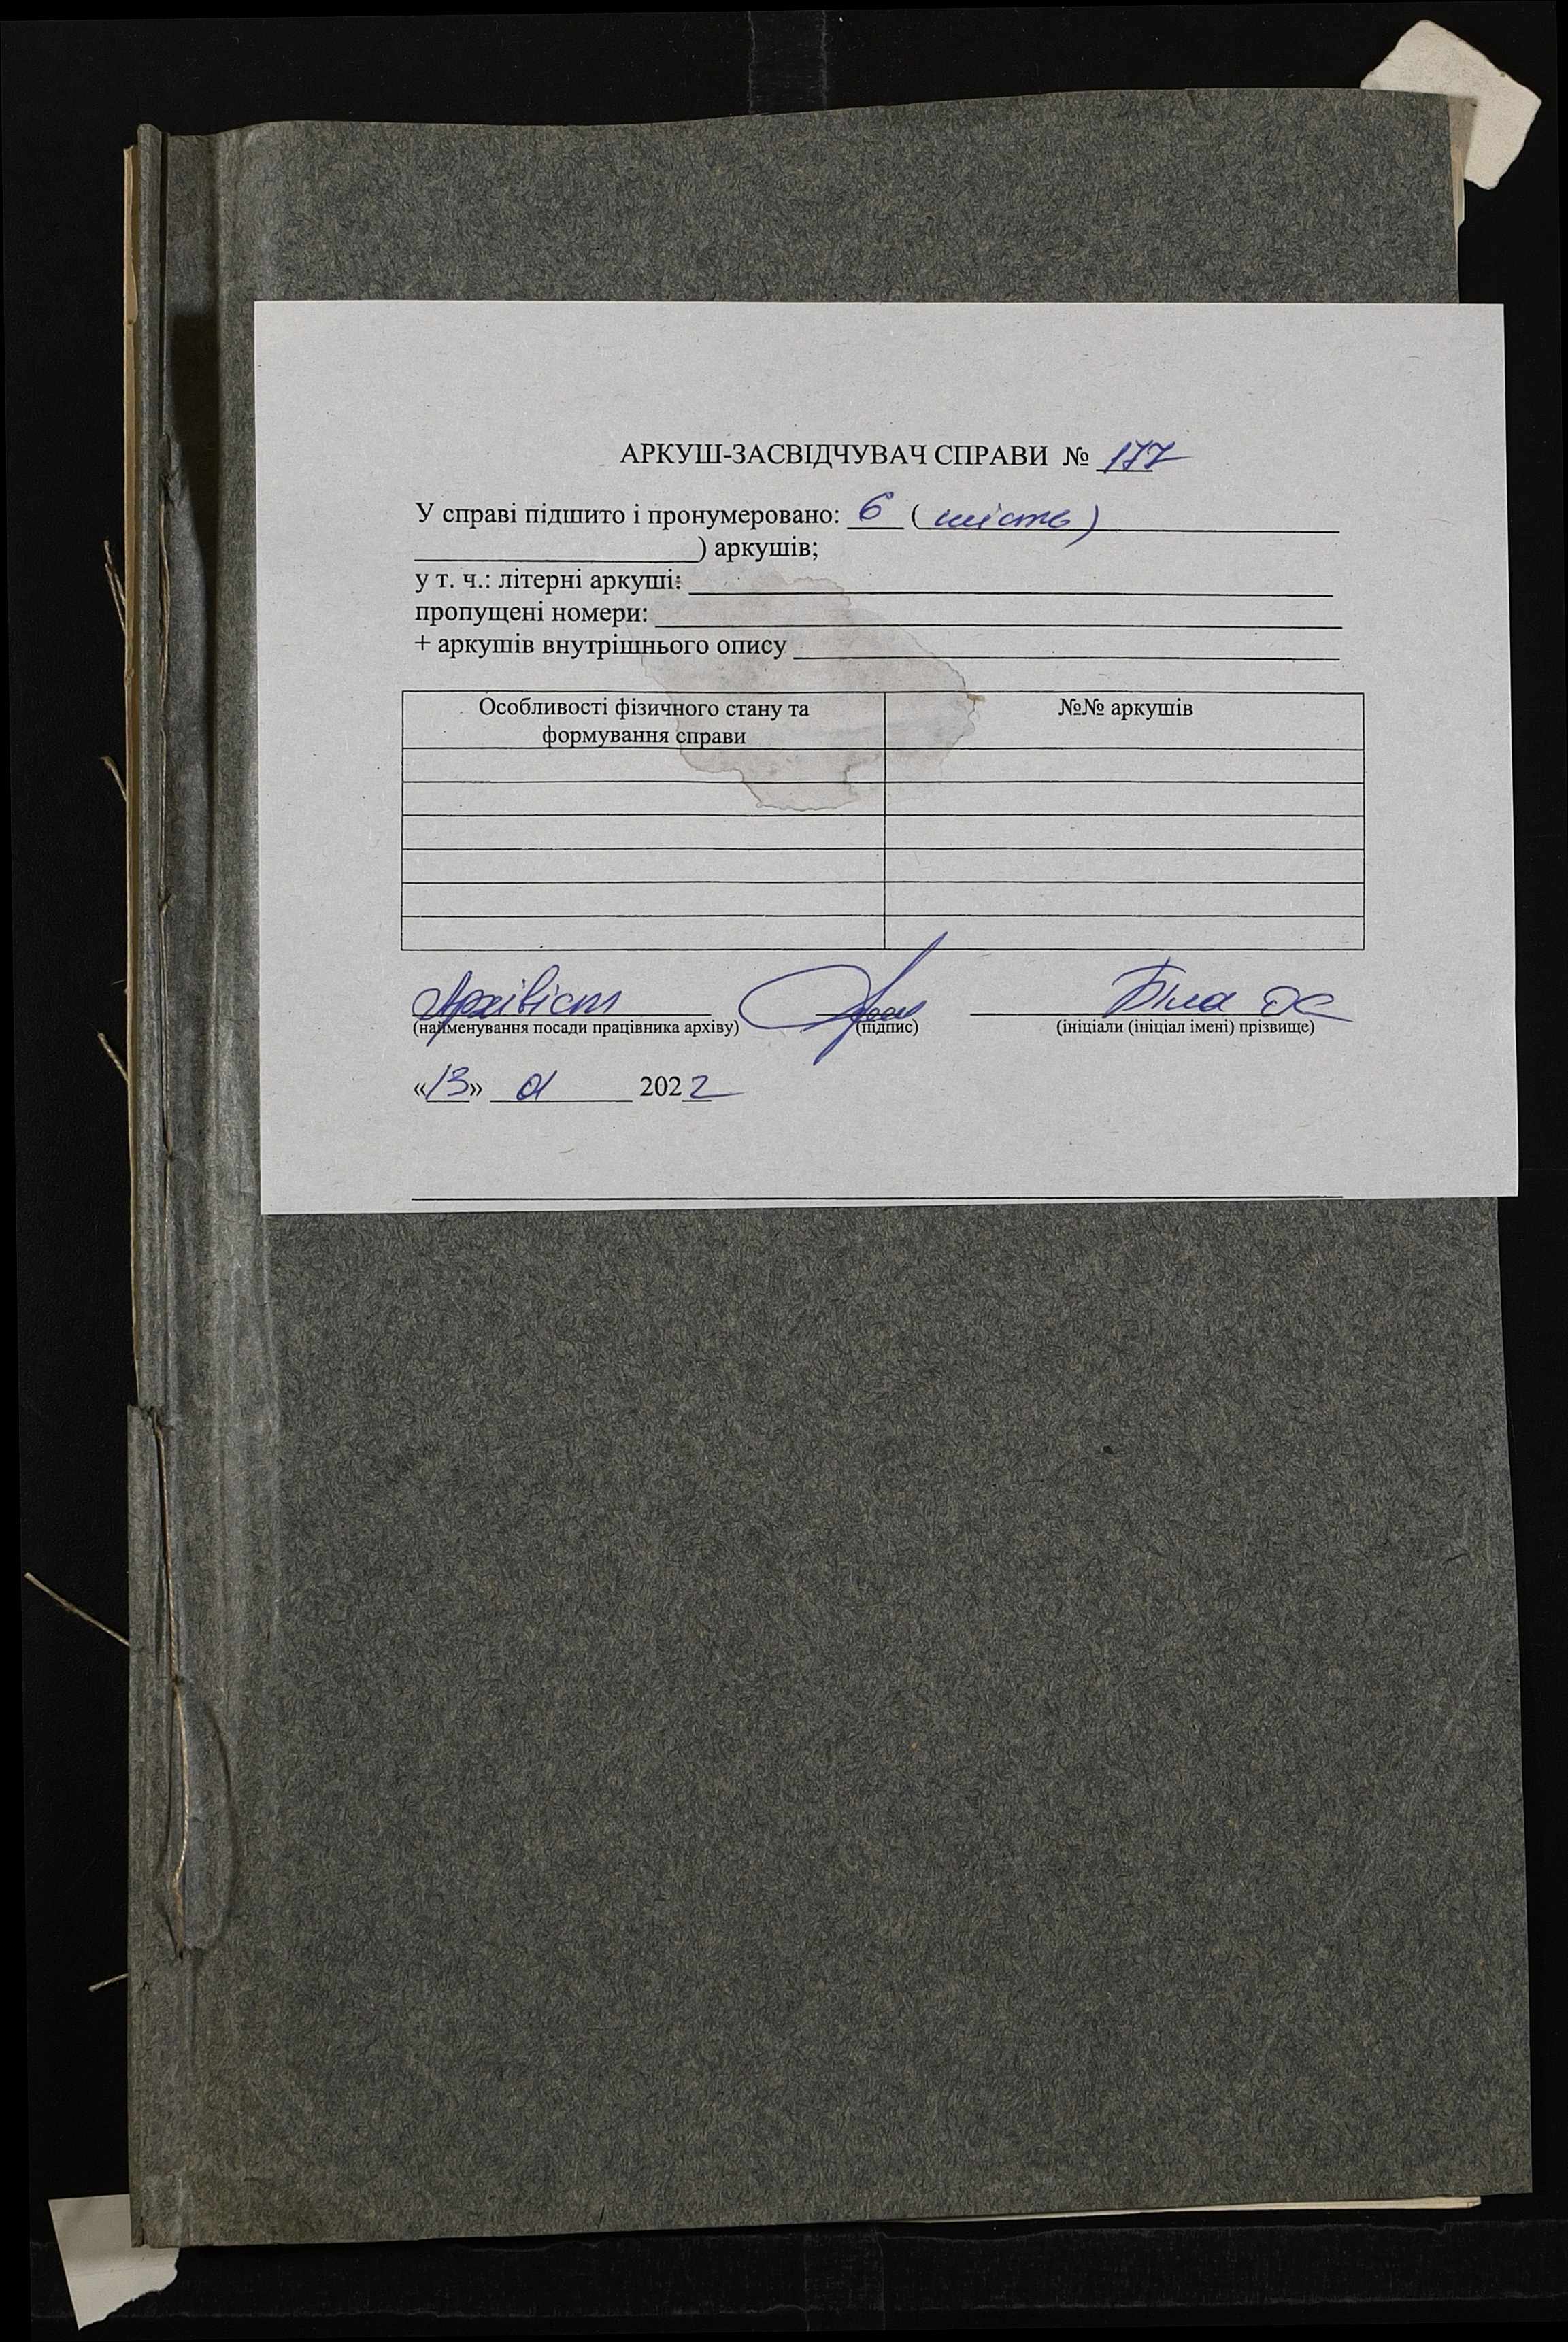 АРКУШ-ЗАСВІДЧУВАЧ СПРАВИ № 177
У справі підшито і пронумеровано: 6 ( шість )
) аркушів;
у т. ч.: літерні аркуші:
пропущені номери:
+ аркушів внутрішнього опису
Особливості фізичного стану та формування справи
№№ аркушів
Архівіст Біла ОС
(найменування посади працівника архіву) (підпис) (ініціали (ініціал імені) прізвище)
«13» 01 2022